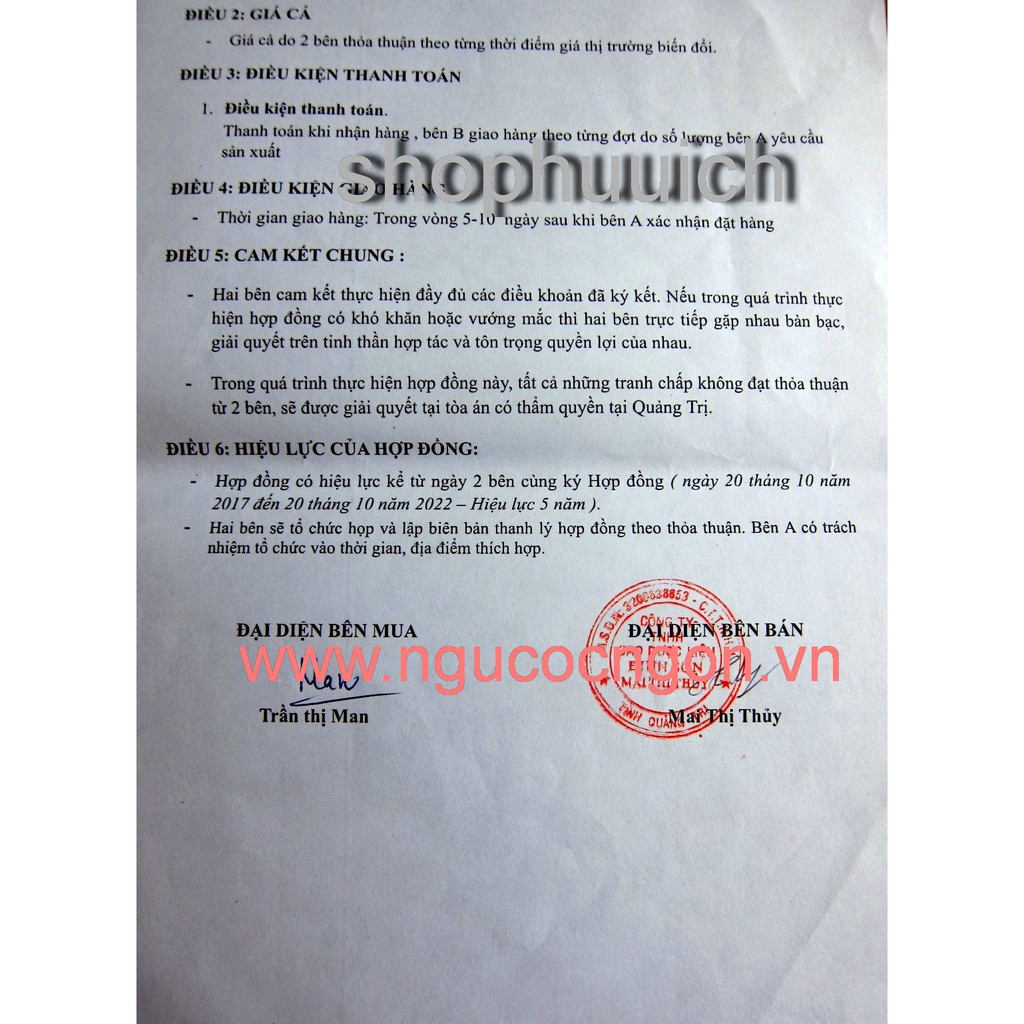 ĐIỀU 2: GIÁ CẢ
- Giá cả do 2 bên thỏa thuận theo từng thời điểm giá thị trường biến đổi.
ĐIỀU 3: ĐIỀU KIỆN THANH TOÁN
1. Điều kiện thanh toán.
Thanh toán khi nhận hàng , bên B giao hàng theo từng đợt do số lượng bên A yêu cầu
sản xuất
shophuuich
ĐIỀU 4: ĐIỀU KIỆN GIAO HÀNG
- Thời gian giao hàng: Trong vòng 5-10 ngày sau khi bên A xác nhận đặt hàng
ĐIỀU 5: CAM KẾT CHUNG :
- Hai bên cam kết thực hiện đầy đủ các điều khoản đã ký kết. Nếu trong quá trình thực
hiện hợp đồng có khó khăn hoặc vướng mắc thì hai bên trực tiếp gặp nhau bàn bạc,
giải quyết trên tinh thần hợp tác và tôn trọng quyền lợi của nhau.
- Trong quá trình thực hiện hợp đồng này, tất cả những tranh chấp không đạt thỏa thuận
từ 2 bên, sẽ được giải quyết tại tòa án có thẩm quyền tại Quảng Trị.
ĐIỀU 6: HIỆU LỰC CỦA HỢP ĐỒNG:
- Hợp đồng có hiệu lực kể từ ngày 2 bên cùng ký Hợp đồng ( ngày 20 tháng 10 năm
2017 đến 20 tháng 10 năm 2022 – Hiệu lực 5 năm ).
- Hai bên sẽ tổ chức họp và lập biên bản thanh lý hợp đồng theo thỏa thuận. Bên A có trách
nhiệm tổ chức vào thời gian, địa điểm thích hợp.
ĐẠI DIỆN BÊN MUA
ĐẠI DIỆN BÊN BÁN
CÔNG TY
TNHH
MAI THỊ THỦY
TỈNH QUẢNG TRỊ
www.ngucocngon.vn
Man
Trần thị Man
Mai Thị Thủy